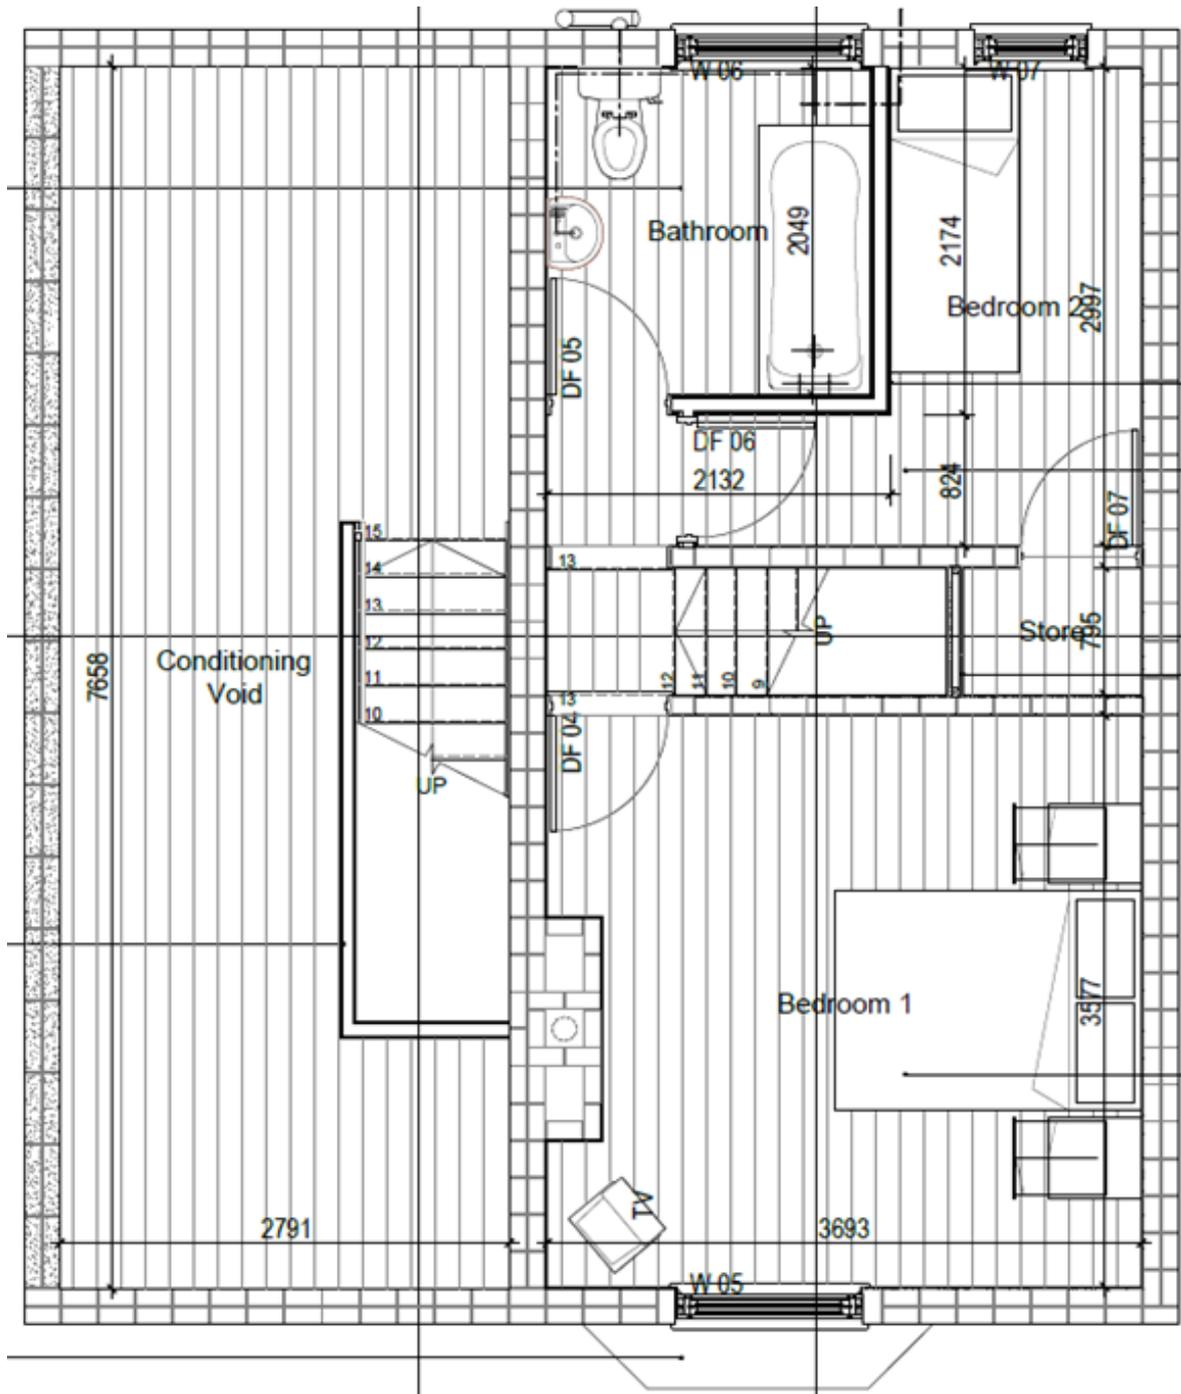 W 06
W 07
Bathroom
2049
2174
Bedroom 2
2997
DF 05
DF 06
2132
824
DF 07
15
14
13
12
11
10
UP
13
12
11
10
9
UP
Store
795
13
DF 04
Conditioning
Void
7658
Bedroom 1
3577
TV
2791
3693
W 05